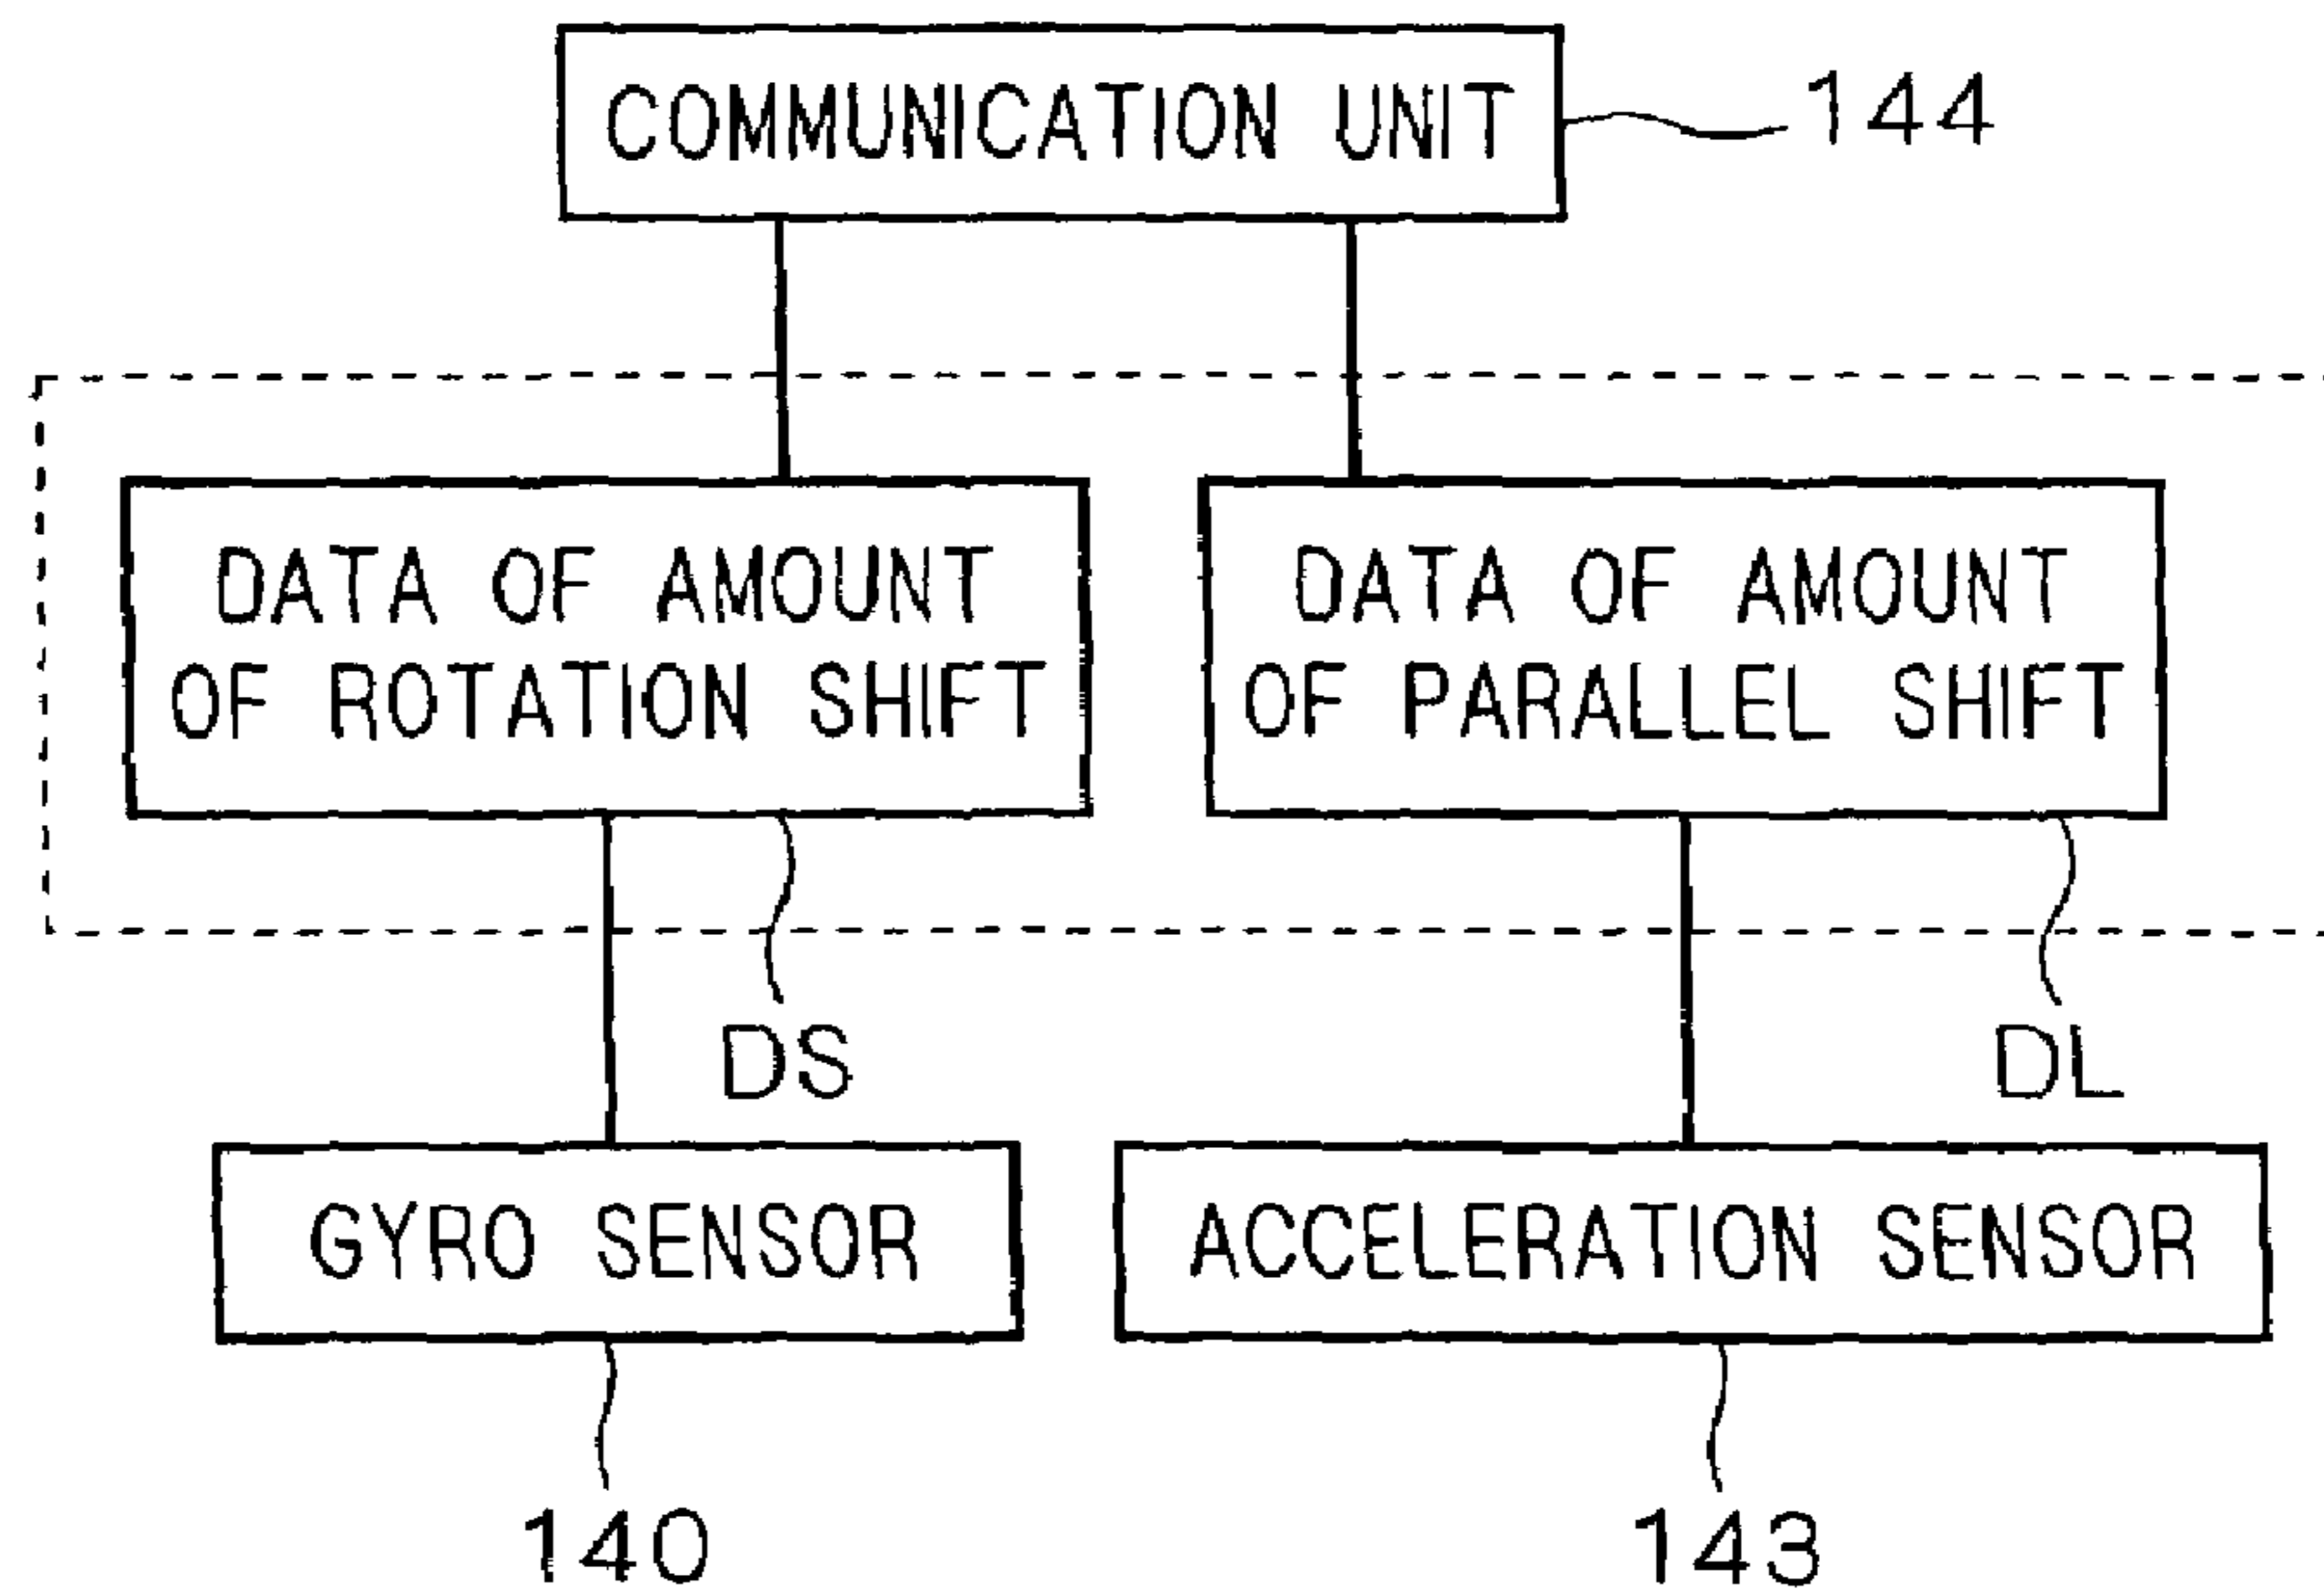 COMMUNICATION UNIT
144
DATA OF AMOUNT
OF ROTATION SHIFT
DATA OF AMOUNT
OF PARALLEL SHIFT
DS
DL
GYRO SENSOR
ACCELERATION SENSOR
140
143